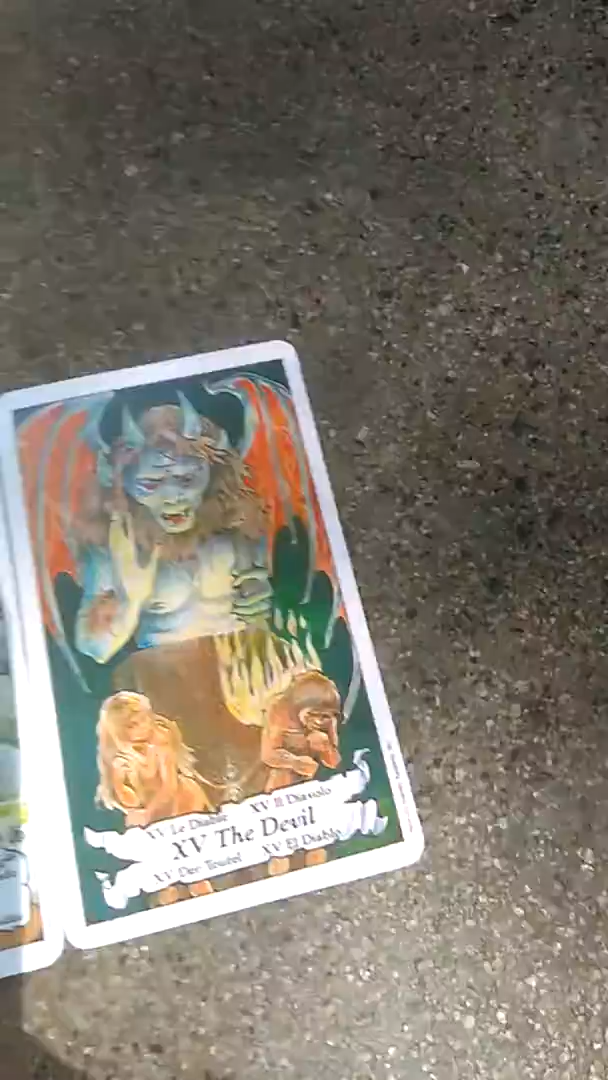 XV Le Diable XV Il Diavolo
XV The Devil
XV Der Teufel XV El Diablo